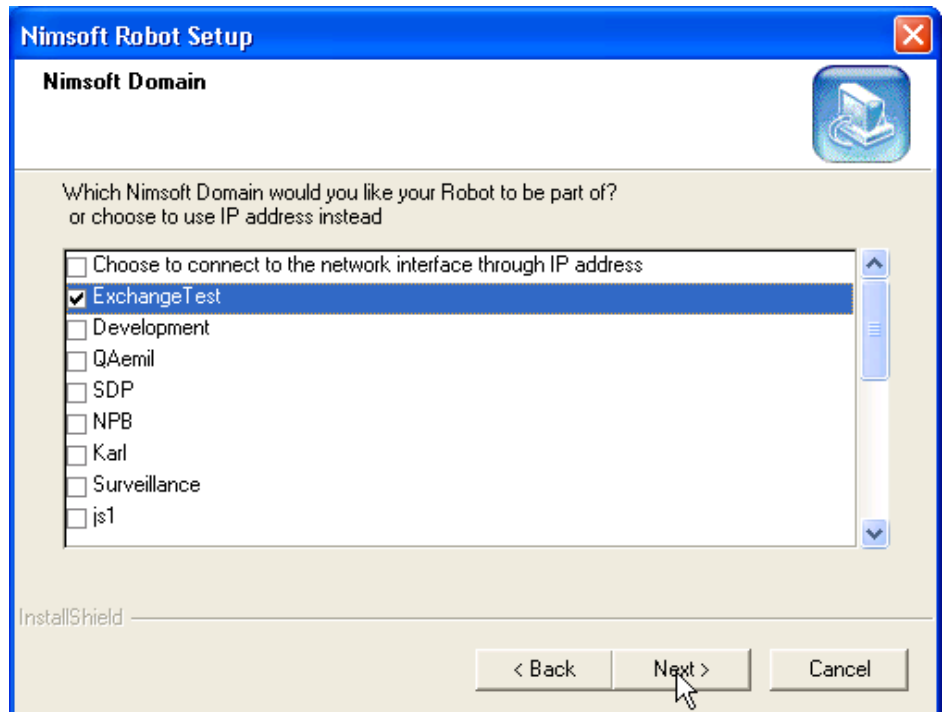 Nimsoft Robot Setup
Nimsoft Domain
Which Nimsoft Domain would you like your Robot to be part of?
or choose to use IP address instead
Choose to connect to the network interface through IP address
ExchangeTest
Development
QAemil
SDP
NPB
Karl
Surveillance
js1
InstallShield
< Back
Next >
Cancel